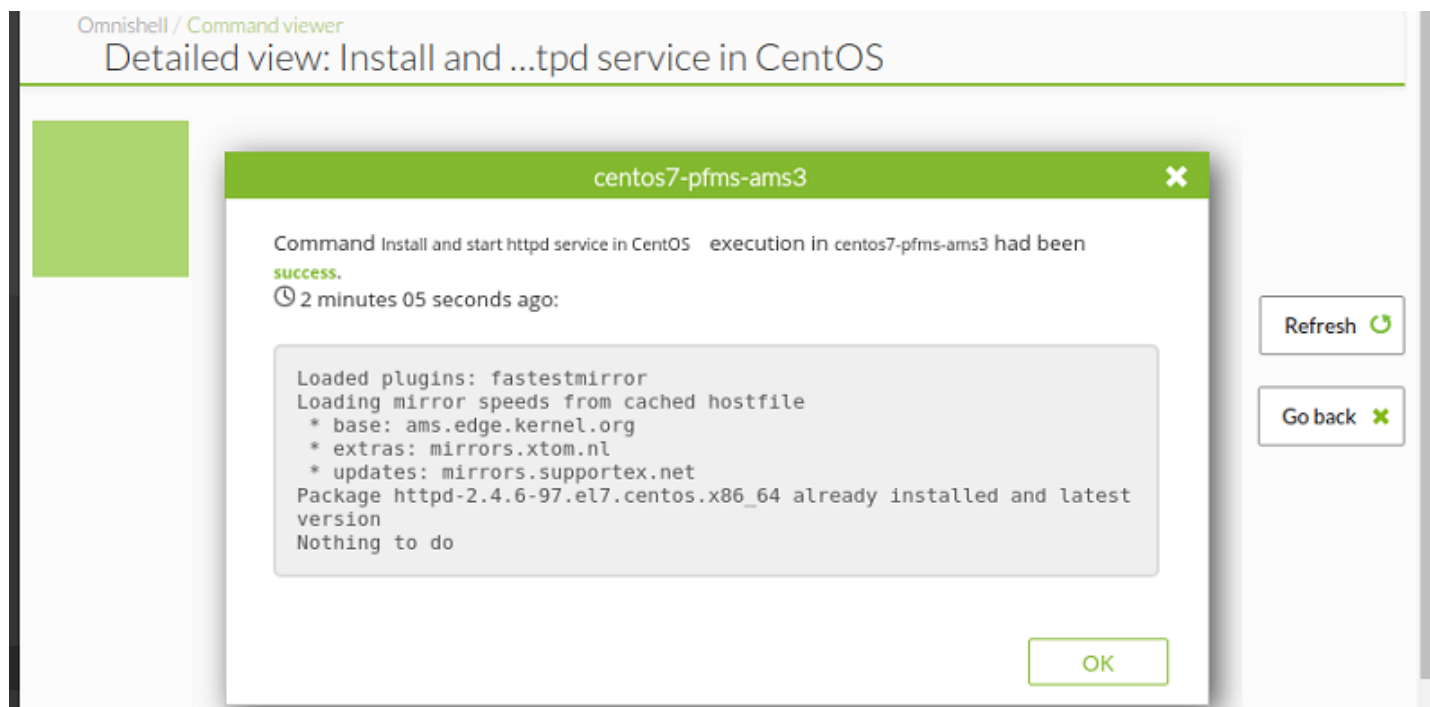 Omnishell / Command viewer
Detailed view: Install and ...tpd service in CentOS
centos7-pfms-ams3
Command Install and start httpd service in CentOS execution in centos7-pfms-ams3 had been
success.
2 minutes 05 seconds ago:
Refresh
Loaded plugins: fastestmirror
Loading mirror speeds from cached hostfile
* base: ams.edge.kernel.org
* extras: mirrors.xtom.nl
* updates: mirrors.supportex.net
Package httpd-2.4.6-97.el7.centos.x86_64 already installed and latest
version
Nothing to do
Go back
OK